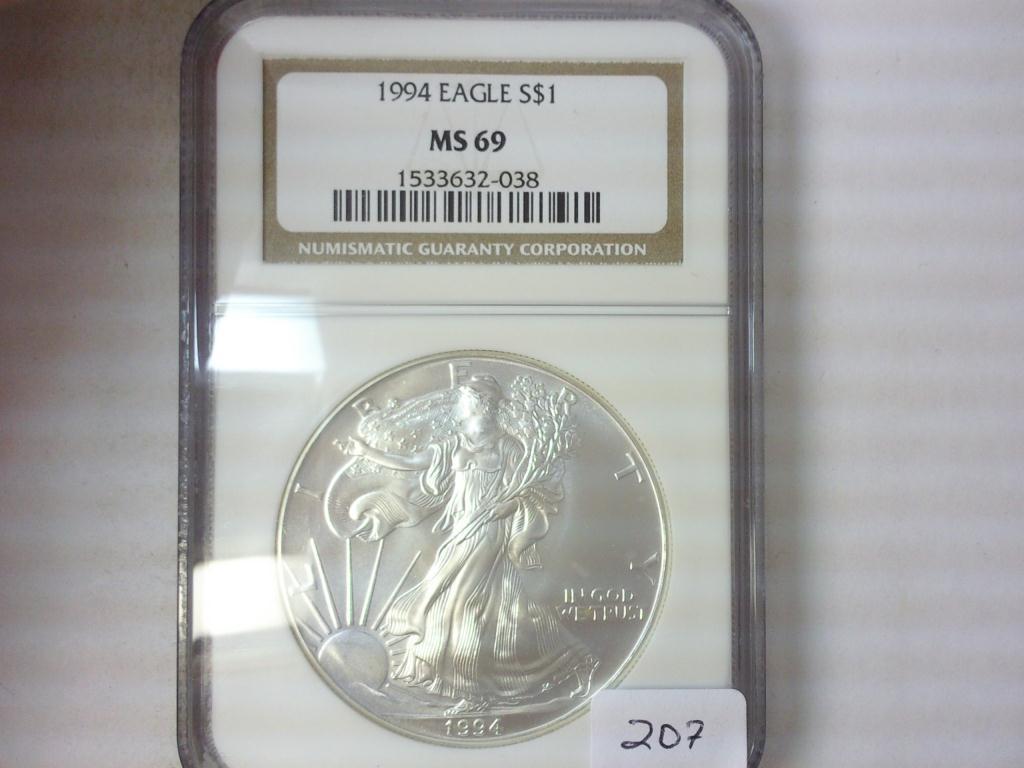 1994 EAGLE S$1
MS 69
1533632-038
NUMISMATIC GUARANTY CORPORATION
LIBERTY
IN GOD
WE TRUST
1994
207